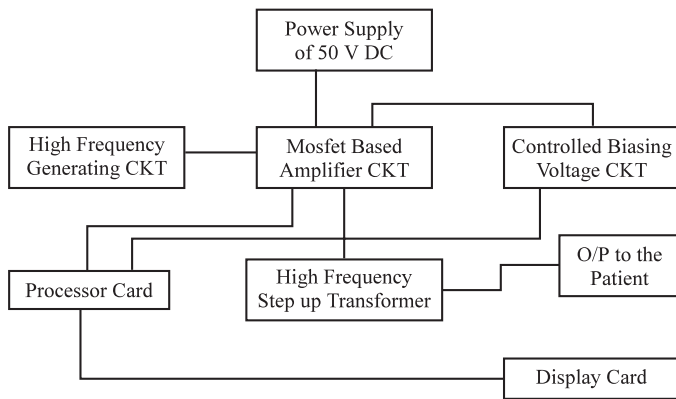 Power Supply
of 50 V DC
High Frequency
Generating CKT
Mosfet Based
Amplifier CKT
Controlled Biasing
Voltage CKT
Processor Card
High Frequency
Step up Transformer
O/P to the
Patient
Display Card